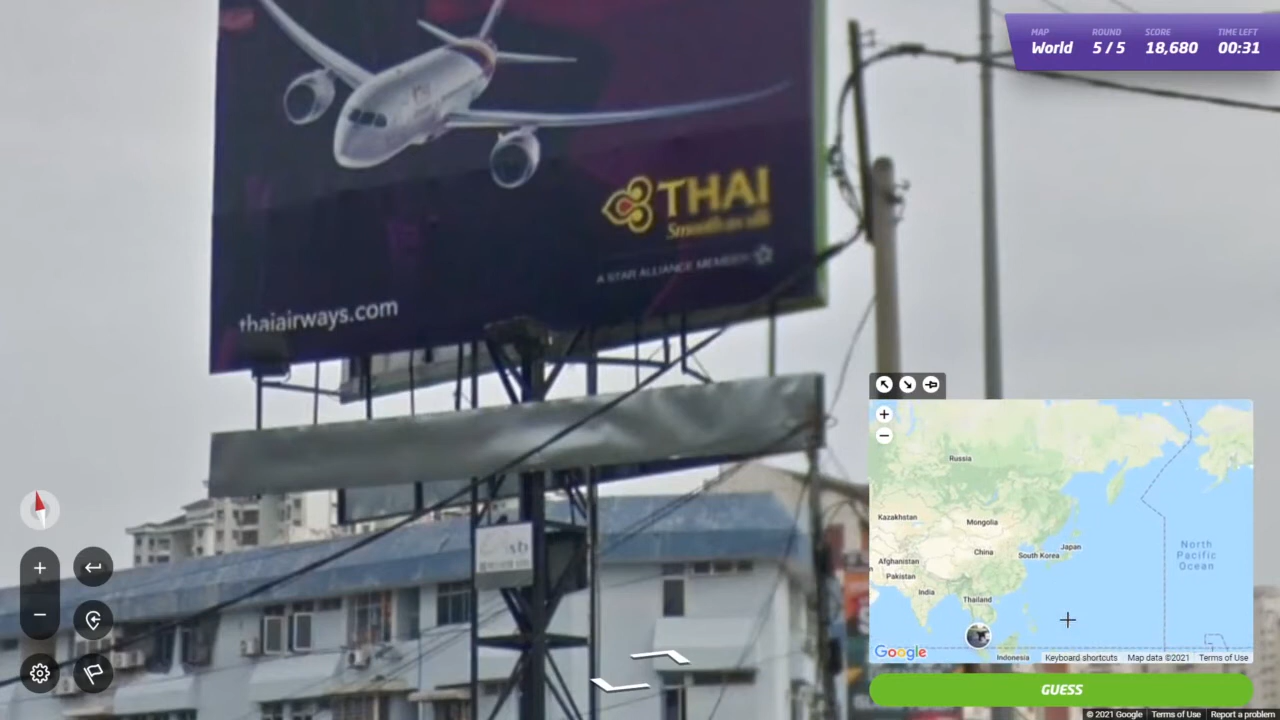 THAI
Smooth as silk
A STAR ALLIANCE MEMBER
thaiairways.com
MAP
World
ROUND
5 / 5
SCORE
18,680
TIME LEFT
00:31
Russia
Kazakhstan
Mongolia
China
South Korea
Japan
Afghanistan
Pakistan
India
Thailand
North
Pacific
Ocean
Indonesia
Google
Keyboard shortcuts
Map data ©2021
Terms of Use
GUESS
© 2021 Google
Terms of Use
Report a problem